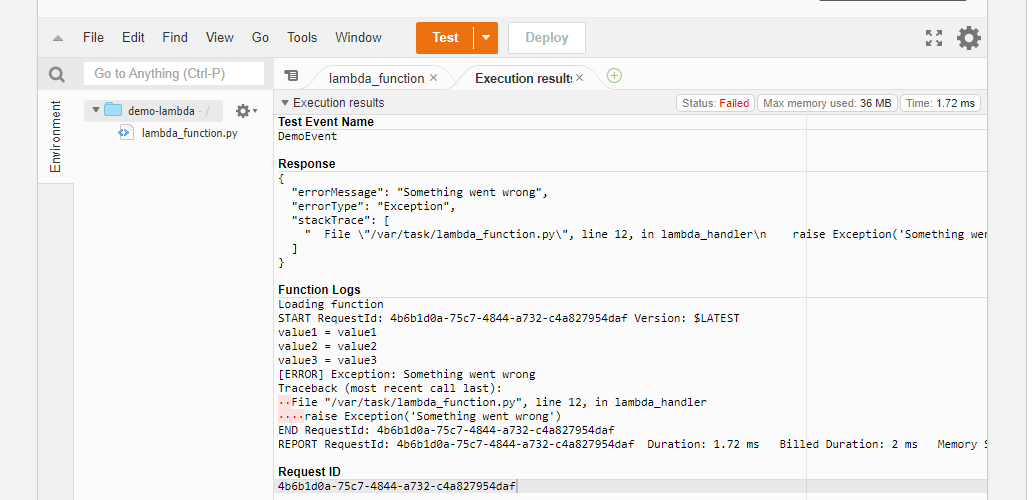 File Edit Find View Go Tools Window Test Deploy
Go to Anything (Ctrl-P)
lambda_function Execution result
Environment
demo-lambda - /
lambda_function.py
Execution results Status: Failed Max memory used: 36 MB Time: 1.72 ms
Test Event Name
DemoEvent
Response
{
"errorMessage": "Something went wrong",
"errorType": "Exception",
"stackTrace": [
"  File \"/var/task/lambda_function.py\", line 12, in lambda_handler\n    raise Exception('Something wer
]
}
Function Logs
Loading function
START RequestId: 4b6b1d0a-75c7-4844-a732-c4a827954daf Version: $LATEST
value1 = value1
value2 = value2
value3 = value3
[ERROR] Exception: Something went wrong
Traceback (most recent call last):
··File "/var/task/lambda_function.py", line 12, in lambda_handler
····raise Exception('Something went wrong')
END RequestId: 4b6b1d0a-75c7-4844-a732-c4a827954daf
REPORT RequestId: 4b6b1d0a-75c7-4844-a732-c4a827954daf  Duration: 1.72 ms   Billed Duration: 2 ms   Memory S
Request ID
4b6b1d0a-75c7-4844-a732-c4a827954daf